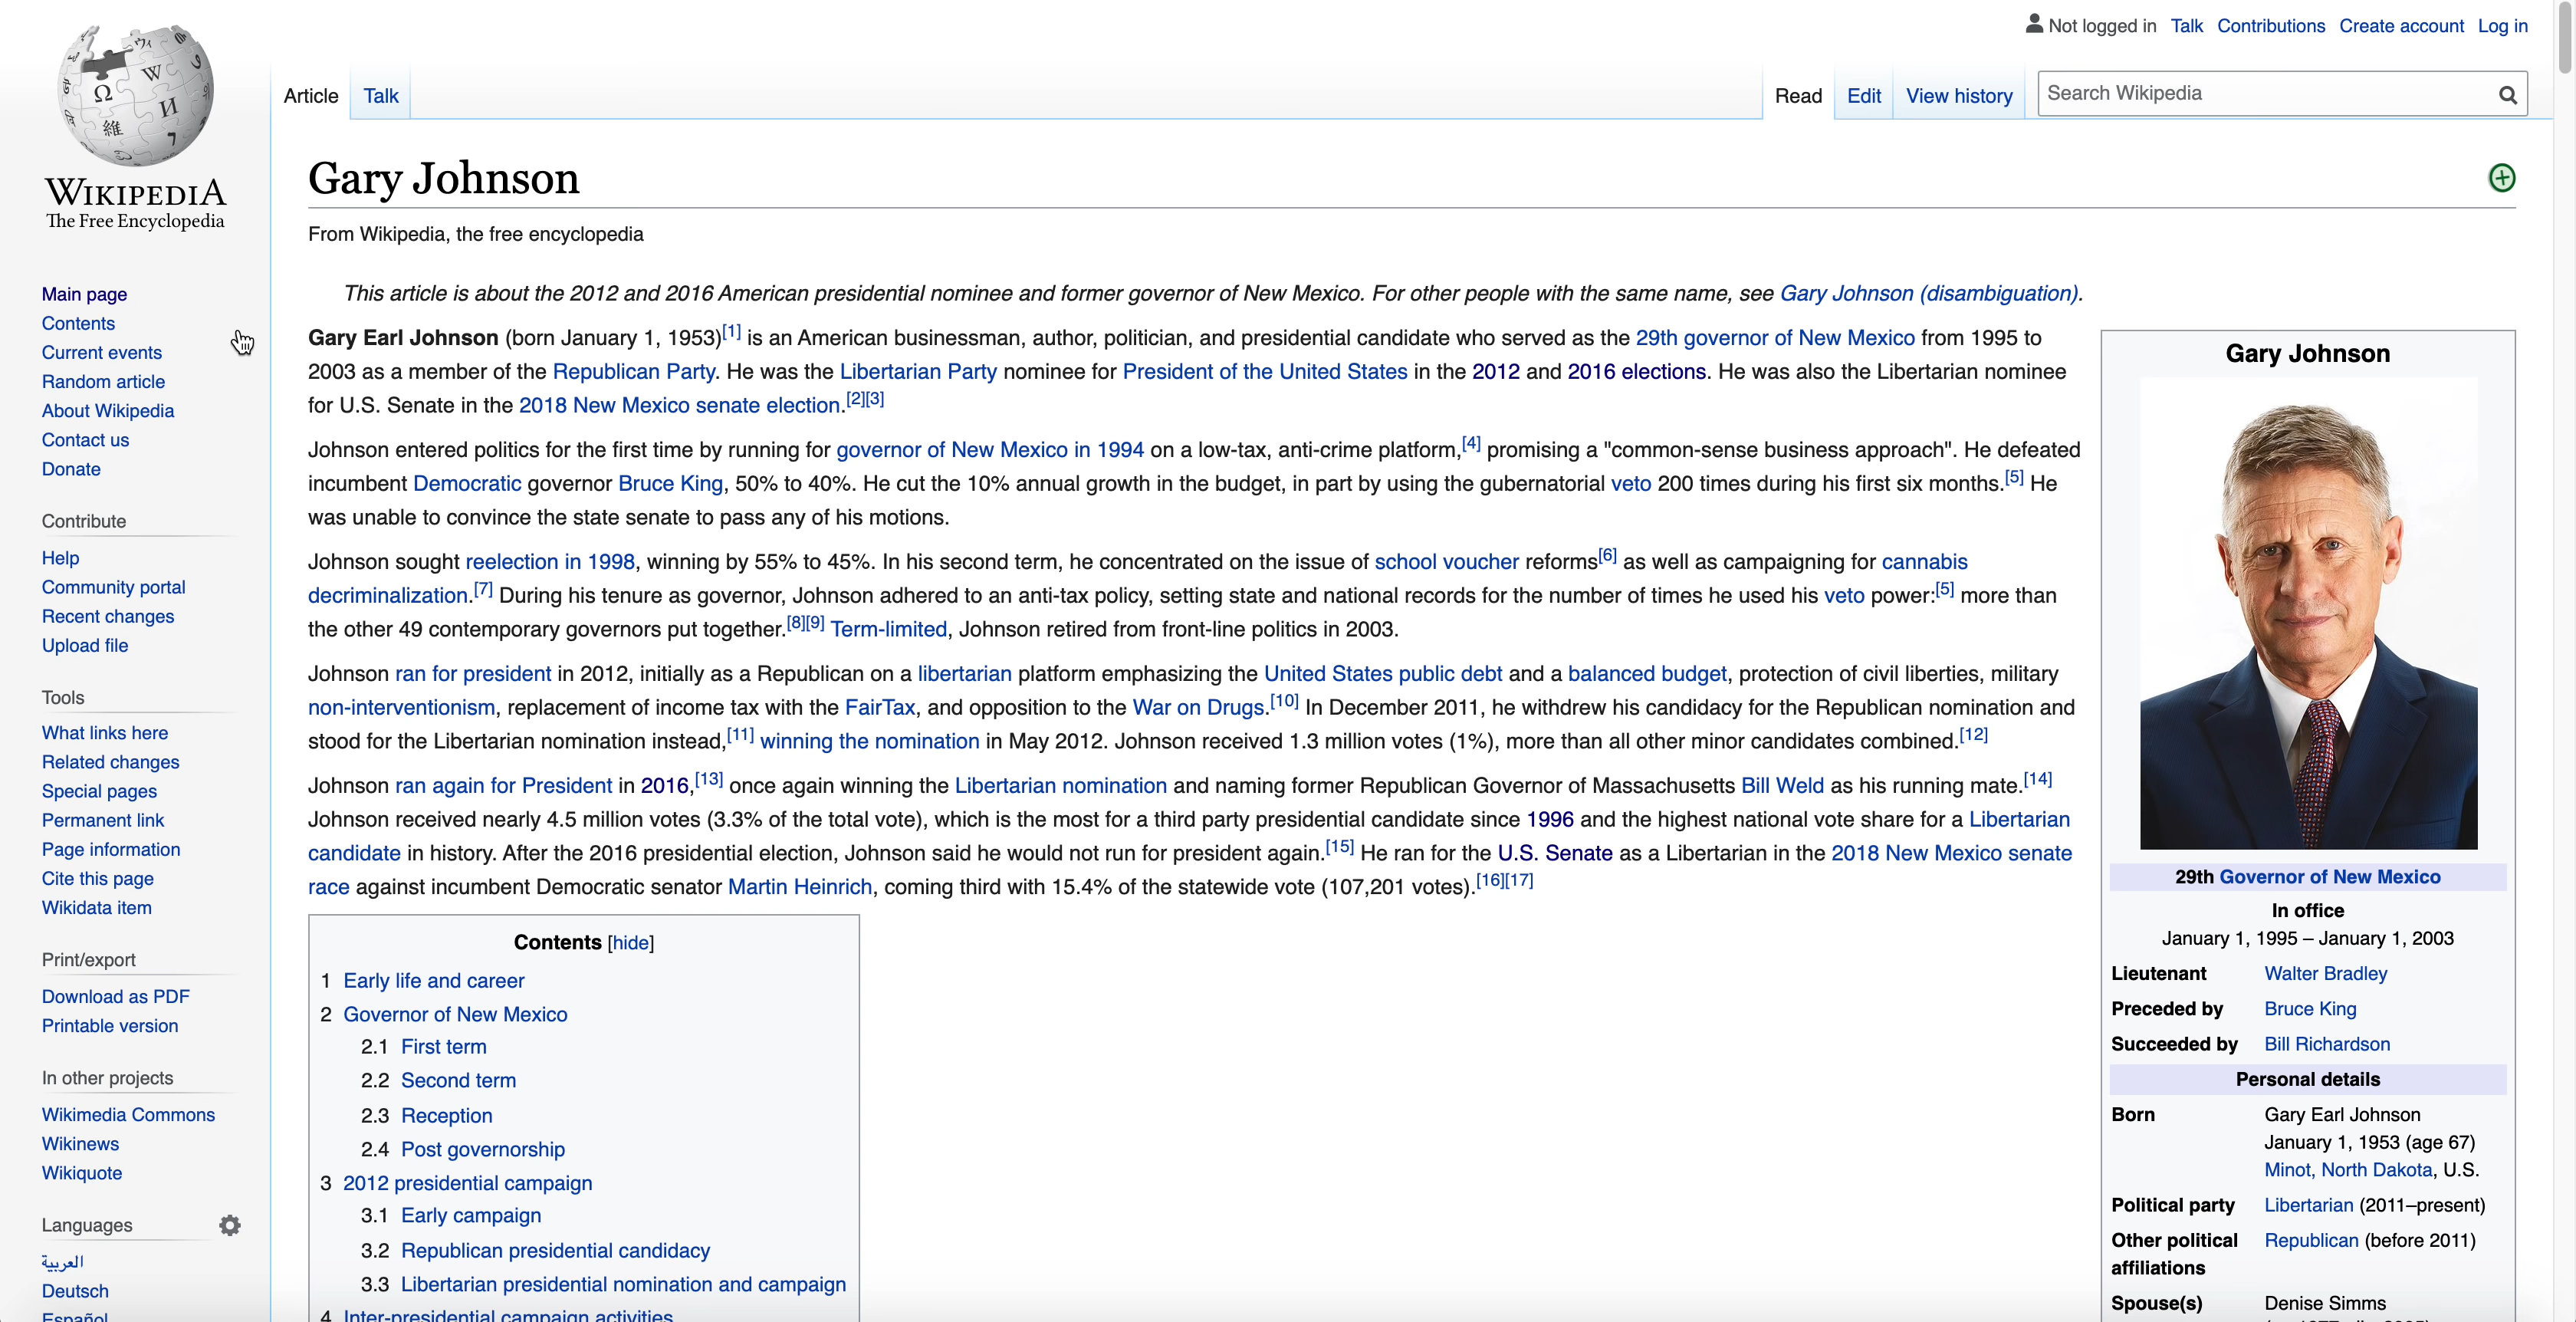 Not logged in Talk Contributions Create account Log in
Article Talk Read Edit View history Search Wikipedia
WIKIPEDIA
The Free Encyclopedia
Main page
Contents
Current events
Random article
About Wikipedia
Contact us
Donate
Contribute
Help
Community portal
Recent changes
Upload file
Tools
What links here
Related changes
Special pages
Permanent link
Page information
Cite this page
Wikidata item
Print/export
Download as PDF
Printable version
In other projects
Wikimedia Commons
Wikinews
Wikiquote
Languages
العربية
Deutsch
Español
Gary Johnson
From Wikipedia, the free encyclopedia
This article is about the 2012 and 2016 American presidential nominee and former governor of New Mexico. For other people with the same name, see Gary Johnson (disambiguation).
Gary Earl Johnson (born January 1, 1953)[1] is an American businessman, author, politician, and presidential candidate who served as the 29th governor of New Mexico from 1995 to
2003 as a member of the Republican Party. He was the Libertarian Party nominee for President of the United States in the 2012 and 2016 elections. He was also the Libertarian nominee
for U.S. Senate in the 2018 New Mexico senate election.[2][3]
Johnson entered politics for the first time by running for governor of New Mexico in 1994 on a low-tax, anti-crime platform,[4] promising a "common-sense business approach". He defeated
incumbent Democratic governor Bruce King, 50% to 40%. He cut the 10% annual growth in the budget, in part by using the gubernatorial veto 200 times during his first six months.[5] He
was unable to convince the state senate to pass any of his motions.
Johnson sought reelection in 1998, winning by 55% to 45%. In his second term, he concentrated on the issue of school voucher reforms[6] as well as campaigning for cannabis
decriminalization.[7] During his tenure as governor, Johnson adhered to an anti-tax policy, setting state and national records for the number of times he used his veto power:[5] more than
the other 49 contemporary governors put together.[8][9] Term-limited, Johnson retired from front-line politics in 2003.
Johnson ran for president in 2012, initially as a Republican on a libertarian platform emphasizing the United States public debt and a balanced budget, protection of civil liberties, military
non-interventionism, replacement of income tax with the FairTax, and opposition to the War on Drugs.[10] In December 2011, he withdrew his candidacy for the Republican nomination and
stood for the Libertarian nomination instead,[11] winning the nomination in May 2012. Johnson received 1.3 million votes (1%), more than all other minor candidates combined.[12]
Johnson ran again for President in 2016,[13] once again winning the Libertarian nomination and naming former Republican Governor of Massachusetts Bill Weld as his running mate.[14]
Johnson received nearly 4.5 million votes (3.3% of the total vote), which is the most for a third party presidential candidate since 1996 and the highest national vote share for a Libertarian
candidate in history. After the 2016 presidential election, Johnson said he would not run for president again.[15] He ran for the U.S. Senate as a Libertarian in the 2018 New Mexico senate
race against incumbent Democratic senator Martin Heinrich, coming third with 15.4% of the statewide vote (107,201 votes).[16][17]
Contents [hide]
1 Early life and career
2 Governor of New Mexico
2.1 First term
2.2 Second term
2.3 Reception
2.4 Post governorship
3 2012 presidential campaign
3.1 Early campaign
3.2 Republican presidential candidacy
3.3 Libertarian presidential nomination and campaign
4 Inter-presidential campaign activities
Gary Johnson
29th Governor of New Mexico
In office
January 1, 1995 – January 1, 2003
Lieutenant Walter Bradley
Preceded by Bruce King
Succeeded by Bill Richardson
Personal details
Born Gary Earl Johnson
January 1, 1953 (age 67)
Minot, North Dakota, U.S.
Political party Libertarian (2011–present)
Other political Republican (before 2011)
affiliations
Spouse(s) Denise Simms